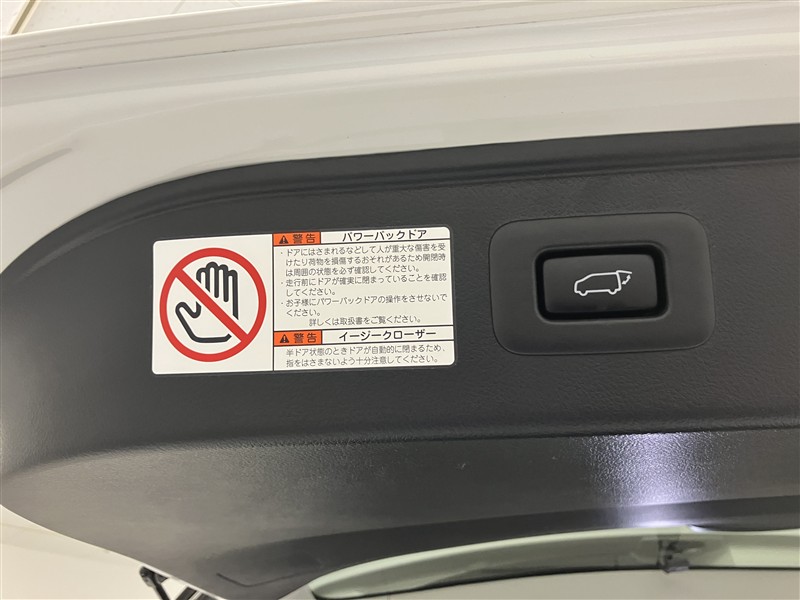 警告 パワーバックドア
・ドアにはさまれるなどして人が重大な傷害を受
けたり荷物を損傷するおそれがあるため開閉時
は周囲の状態を必ず確認してください。
・走行前にドアが確実に閉まっていることを確認
してください。
・お子様にパワーバックドアの操作をさせないで
ください。
詳しくは取扱書をご覧ください。
警告 イージークローザー
半ドア状態のときドアが自動的に閉まるため、
指をはさまないよう十分注意してください。